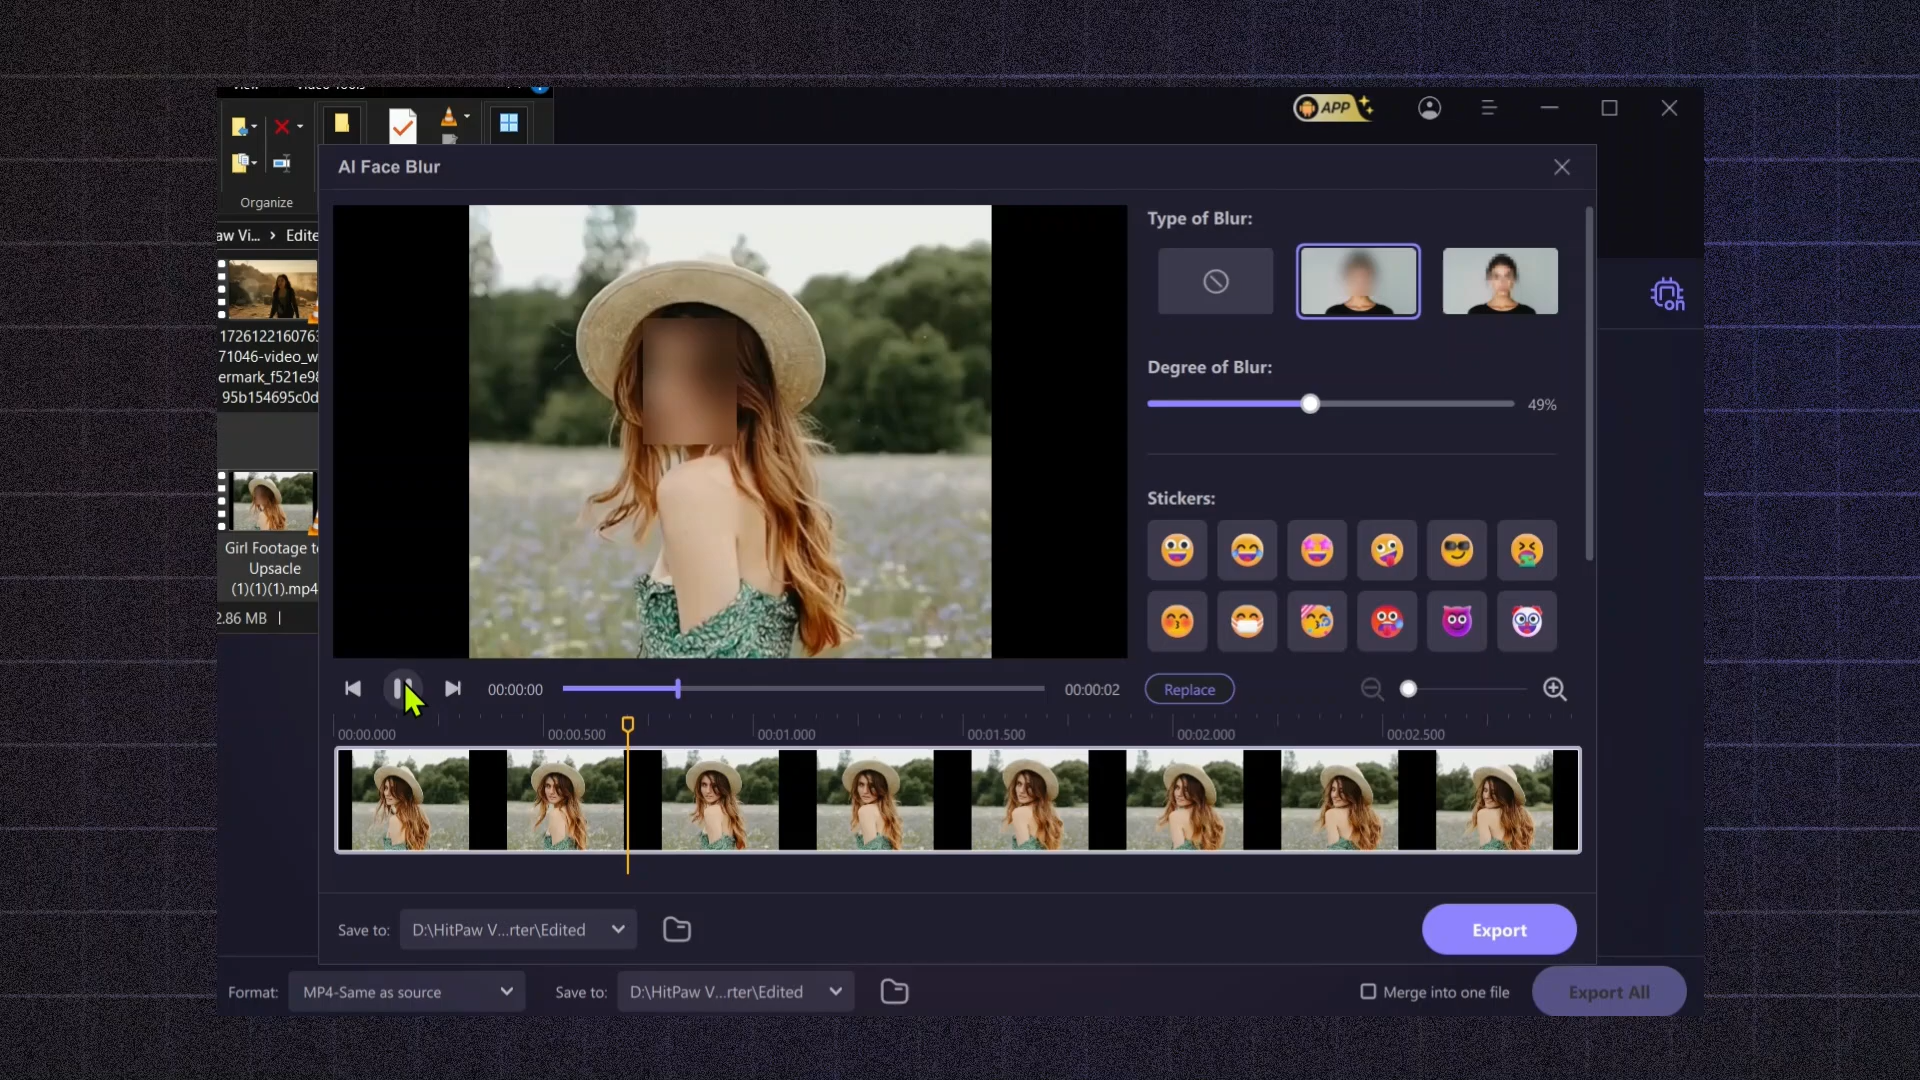 APP
Organize
AI Face Blur
aw Vi... > Edite
1726122160763
71046-video_w
ermark_f521e98
95b154695c0d
Girl Footage to
Upsacle
(1)(1)(1).mp4
2.86 MB
Type of Blur:
Degree of Blur:
49%
Stickers:
00:00:00
00:00:02
Replace
00:00.000
00:00.500
00:01.000
00:01.500
00:02.000
00:02.500
Save to:
D:\HitPaw V...rter\Edited
Export
Format:
MP4-Same as source
Save to:
D:\HitPaw V...rter\Edited
Merge into one file
Export All
on